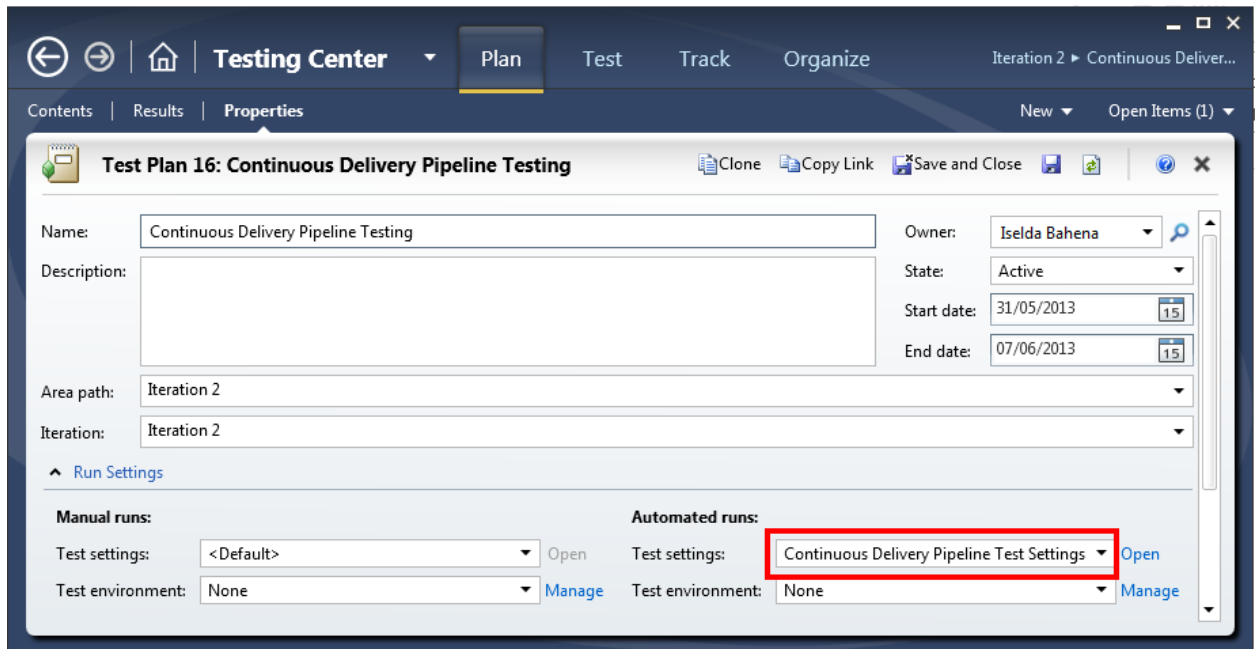 Testing Center Plan Test Track Organize Iteration 2 ▸ Continuous Deliver...
Contents | Results | Properties New Open Items (1)
Test Plan 16: Continuous Delivery Pipeline Testing Clone Copy Link Save and Close
Name: Continuous Delivery Pipeline Testing Owner: Iselda Bahena
Description: State: Active
Start date: 31/05/2013 15
End date: 07/06/2013 15
Area path: Iteration 2
Iteration: Iteration 2
Run Settings
Manual runs: Automated runs:
Test settings: <Default> Open Test settings: Continuous Delivery Pipeline Test Settings Open
Test environment: None Manage Test environment: None Manage